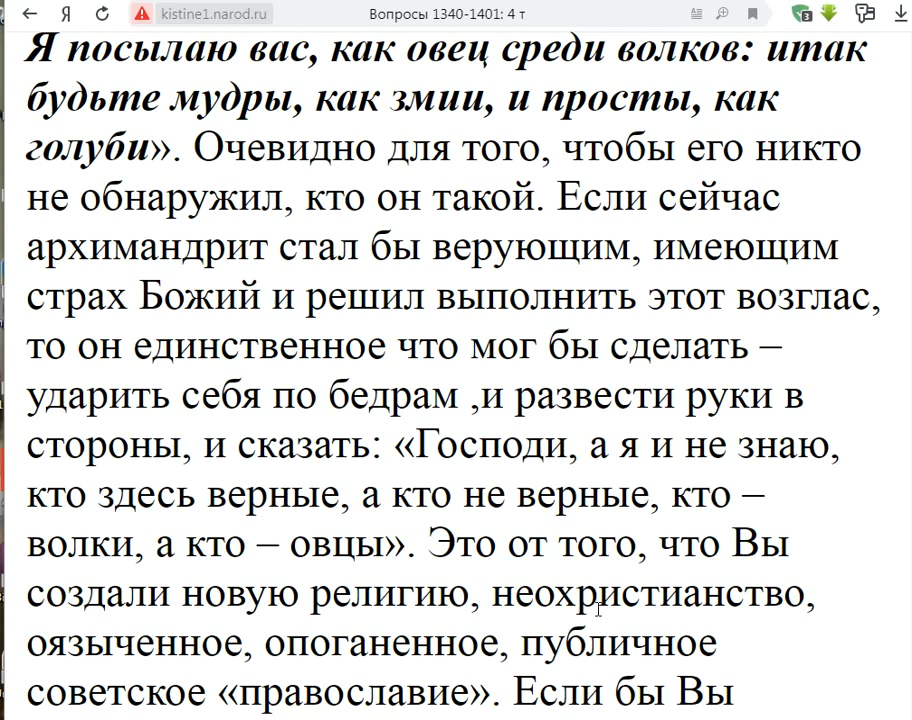 Я
kistine1.narod.ru
Вопросы 1340-1401: 4 т
3
Я посылаю вас, как овец среди волков: итак
будьте мудры, как змии, и просты, как
голуби». Очевидно для того, чтобы его никто
не обнаружил, кто он такой. Если сейчас
архимандрит стал бы верующим, имеющим
страх Божий и решил выполнить этот возглас,
то он единственное что мог бы сделать –
ударить себя по бедрам ,и развести руки в
стороны, и сказать: «Господи, а я и не знаю,
кто здесь верные, а кто не верные, кто –
волки, а кто – овцы». Это от того, что Вы
создали новую религию, неохристианство,
оязыченное, опоганенное, публичное
советское «православие». Если бы Вы